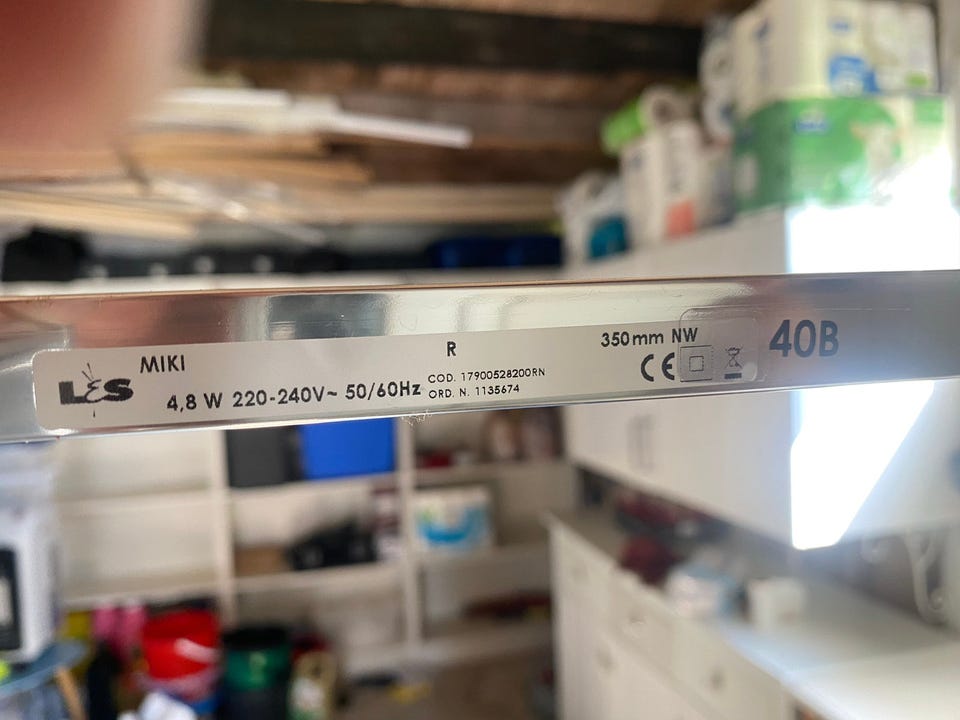 L&S
MIKI
4,8 W 220-240V~ 50/60Hz
R
COD. 17900528200RN
ORD. N. 1135674
350mm NW
CE
40B